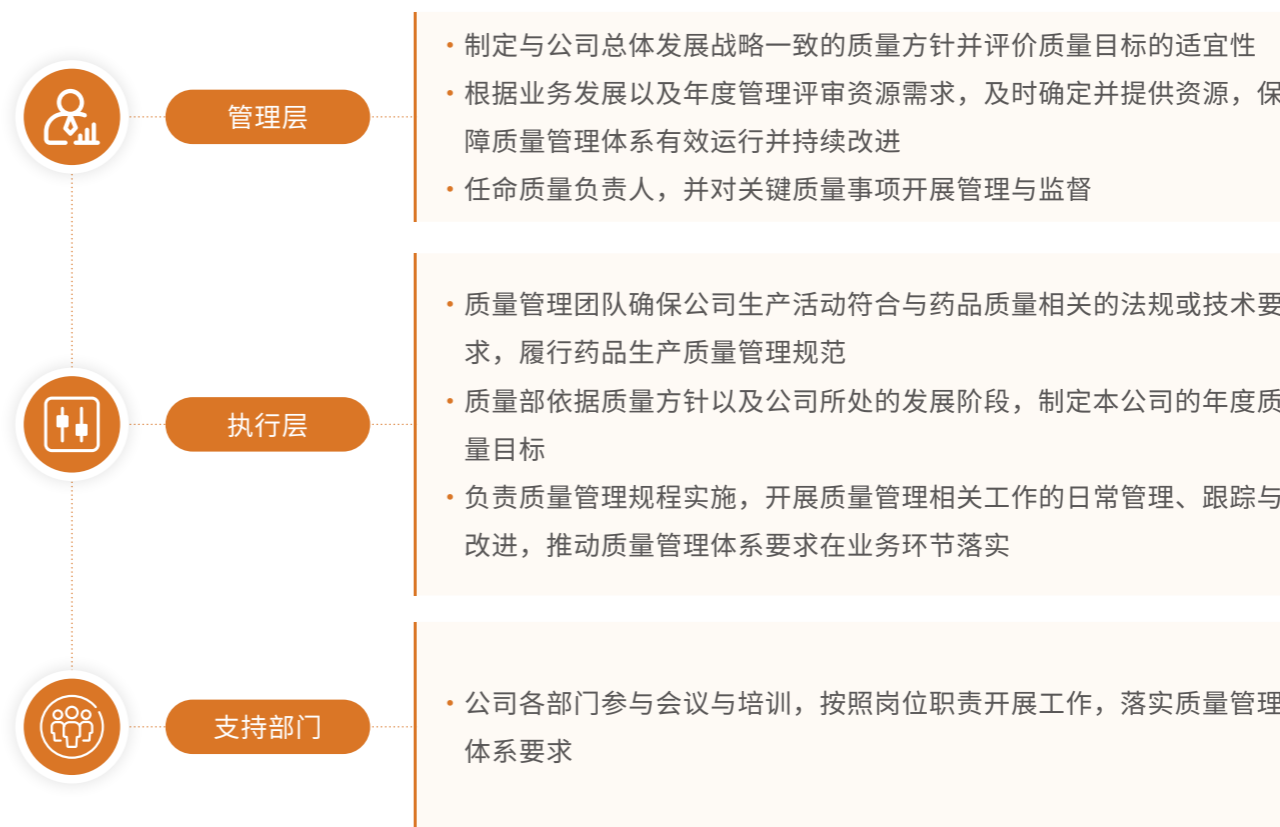 管理层
・制定与公司总体发展战略一致的质量方针并评价质量目标的适宜性
・根据业务发展以及年度管理评审资源需求，及时确定并提供资源，保
障质量管理体系有效运行并持续改进
・任命质量负责人，并对关键质量事项开展管理与监督
执行层
・质量管理团队确保公司生产活动符合与药品质量相关的法规或技术要
求，履行药品生产质量管理规范
・质量部依据质量方针以及公司所处的发展阶段，制定本公司的年度质
量目标
・负责质量管理规程实施，开展质量管理相关工作的日常管理、跟踪与
改进，推动质量管理体系要求在业务环节落实
支持部门
・公司各部门参与会议与培训，按照岗位职责开展工作，落实质量管理
体系要求